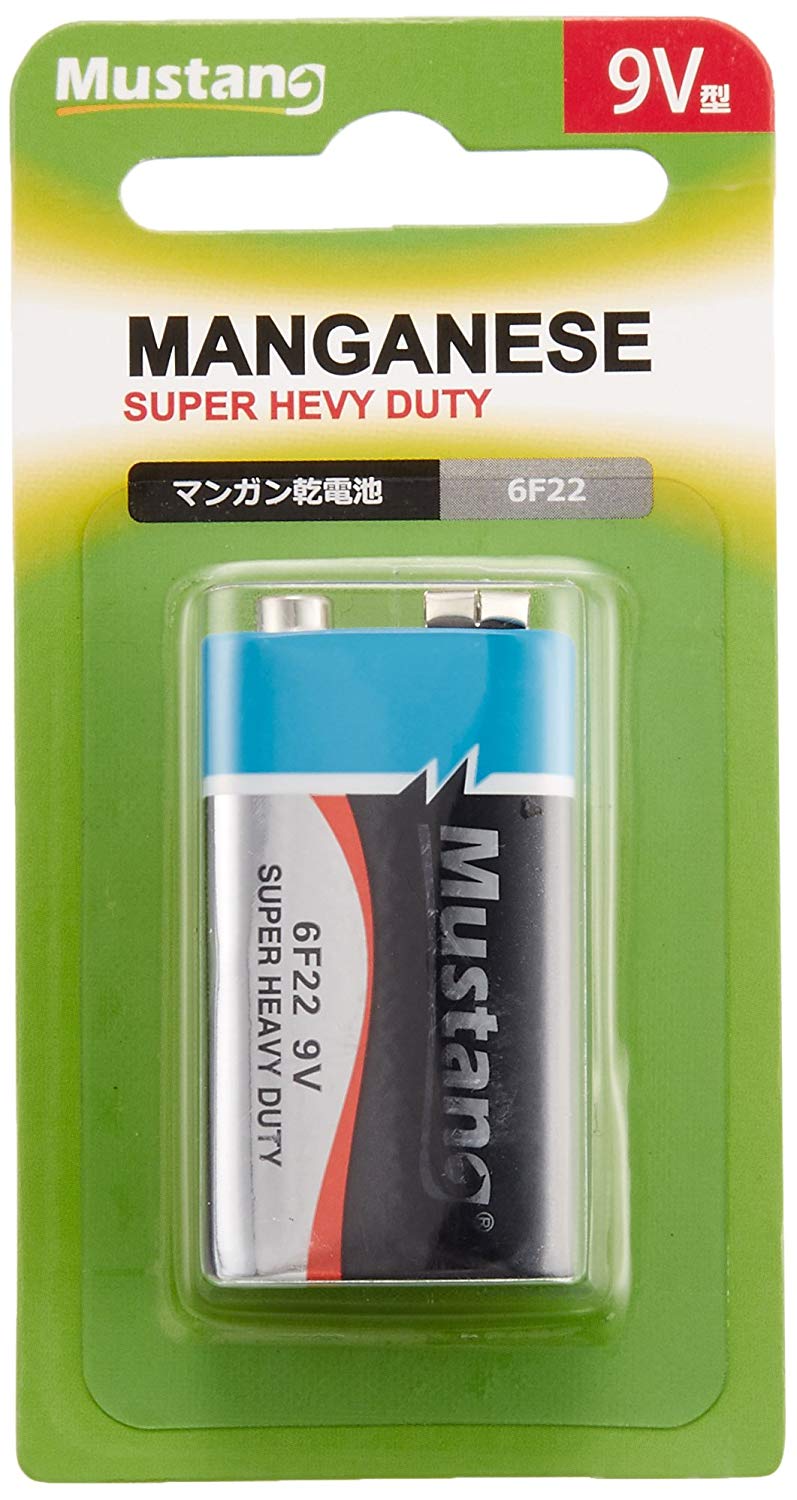 Mustang
9V型
MANGANESE
SUPER HEVY DUTY
マンガン乾電池
6F22
Mustang®
6F22 9V
SUPER HEAVY DUTY